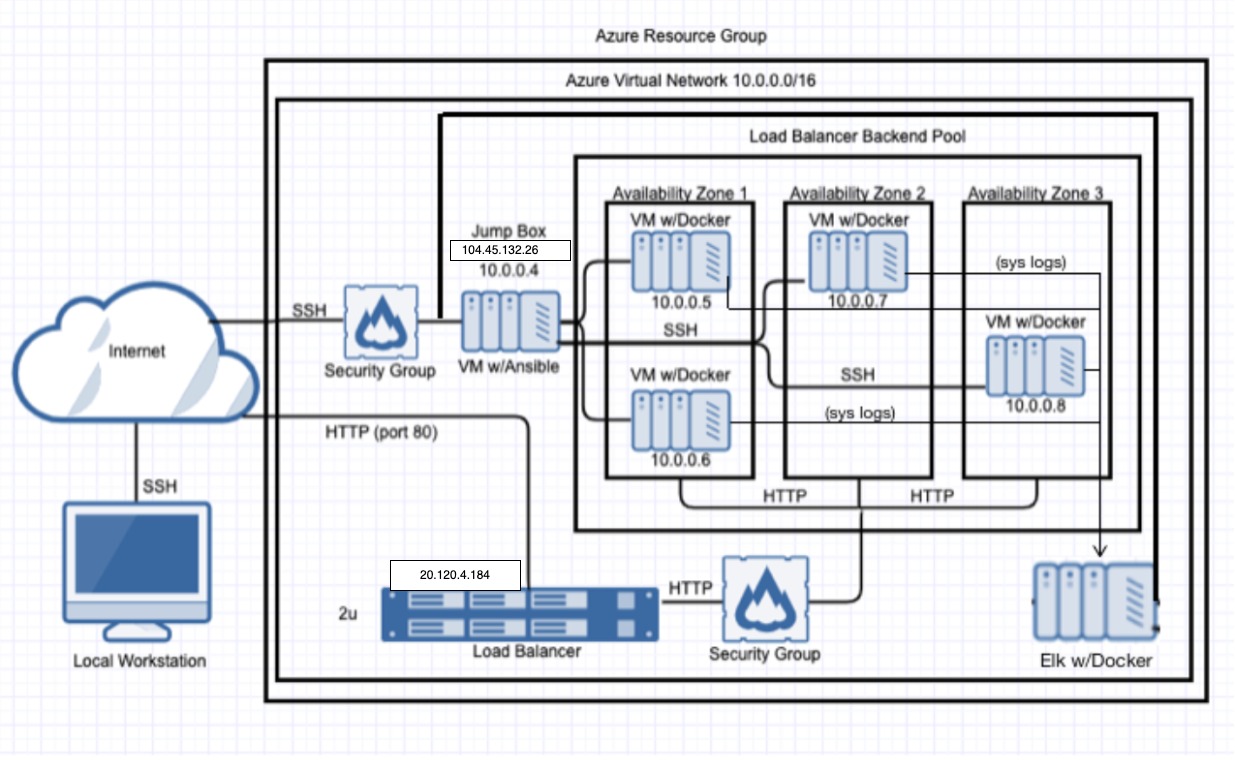 Azure Resource Group
Azure Virtual Network 10.0.0.0/16
Load Balancer Backend Pool
Availability Zone 1
Availability Zone 2
Availability Zone 3
VM w/Docker
VM w/Docker
Jump Box
104.45.132.26
10.0.0.4
(sys logs)
10.0.0.5
10.0.0.7
SSH
VM w/Docker
SSH
Internet
Security Group
VM w/Ansible
VM w/Docker
SSH
10.0.0.8
(sys logs)
HTTP (port 80)
10.0.0.6
SSH
HTTP
HTTP
20.120.4.184
HTTP
2u
Load Balancer
Security Group
Local Workstation
Elk w/Docker